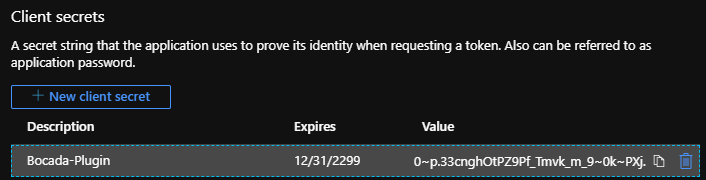 Client secrets
A secret string that the application uses to prove its identity when requesting a token. Also can be referred to as
application password.
+ New client secret
Description Expires Value
Bocada-Plugin 12/31/2299 0~p.33cnghOtPZ9Pf_Tmvk_m_9~0k~PXj.